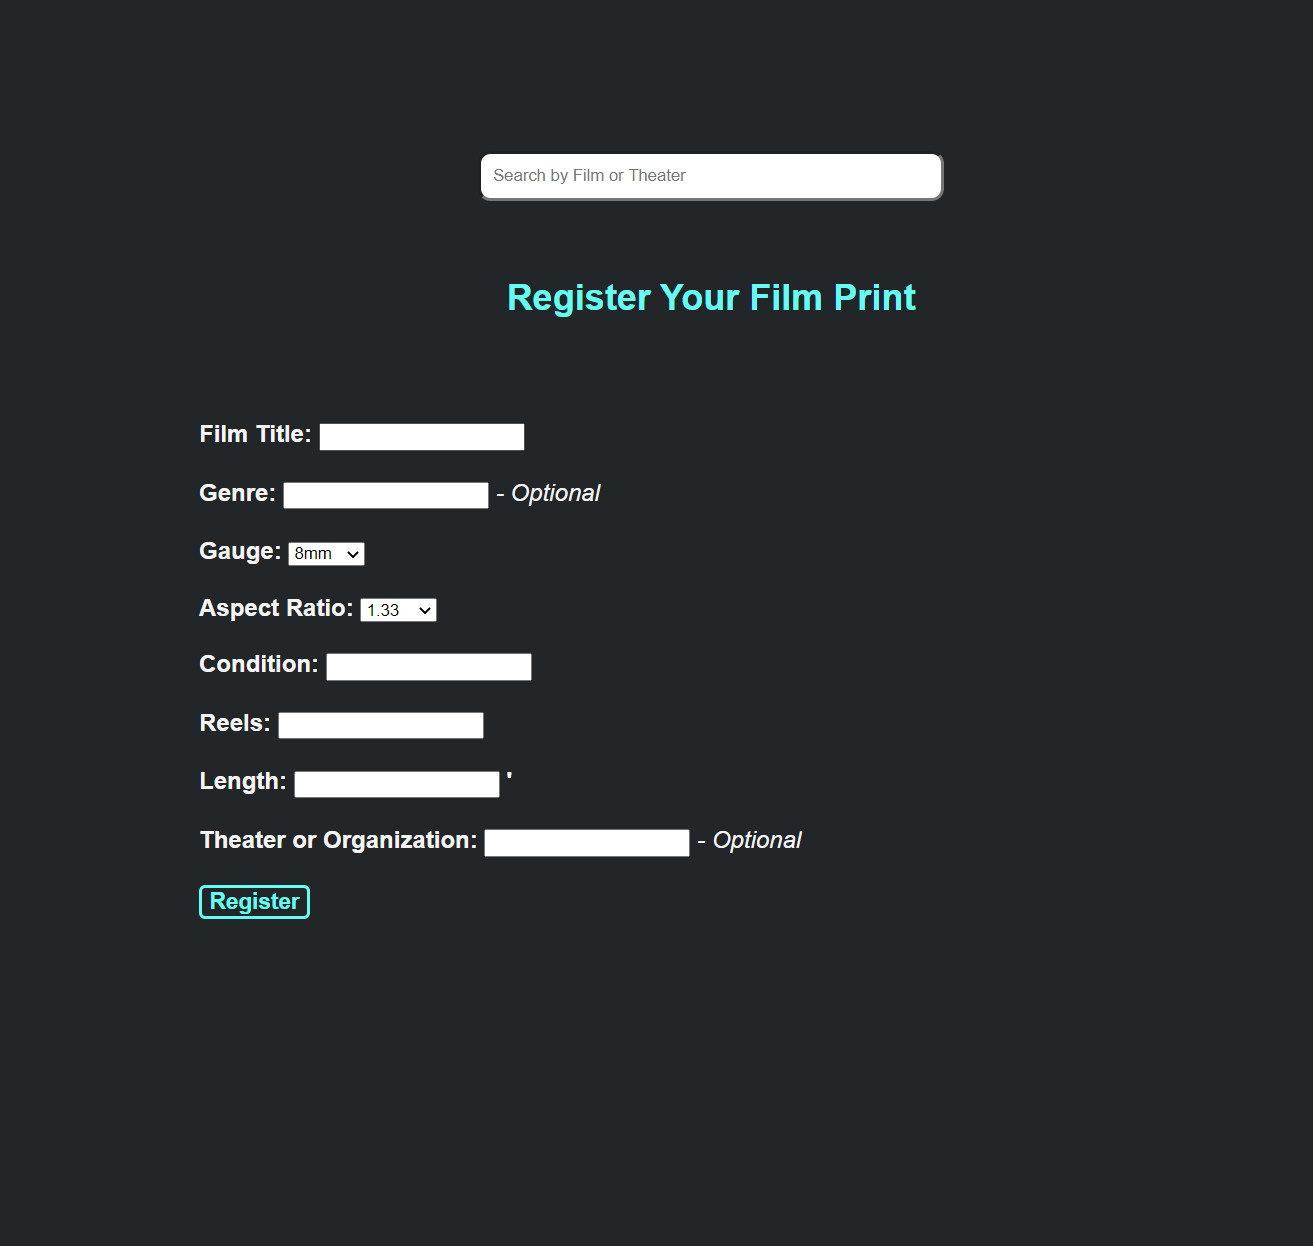 Search by Film or Theater
Register Your Film Print
Film Title:
Genre: - Optional
Gauge: 8mm
Aspect Ratio: 1.33
Condition:
Reels:
Length: '
Theater or Organization: - Optional
Register